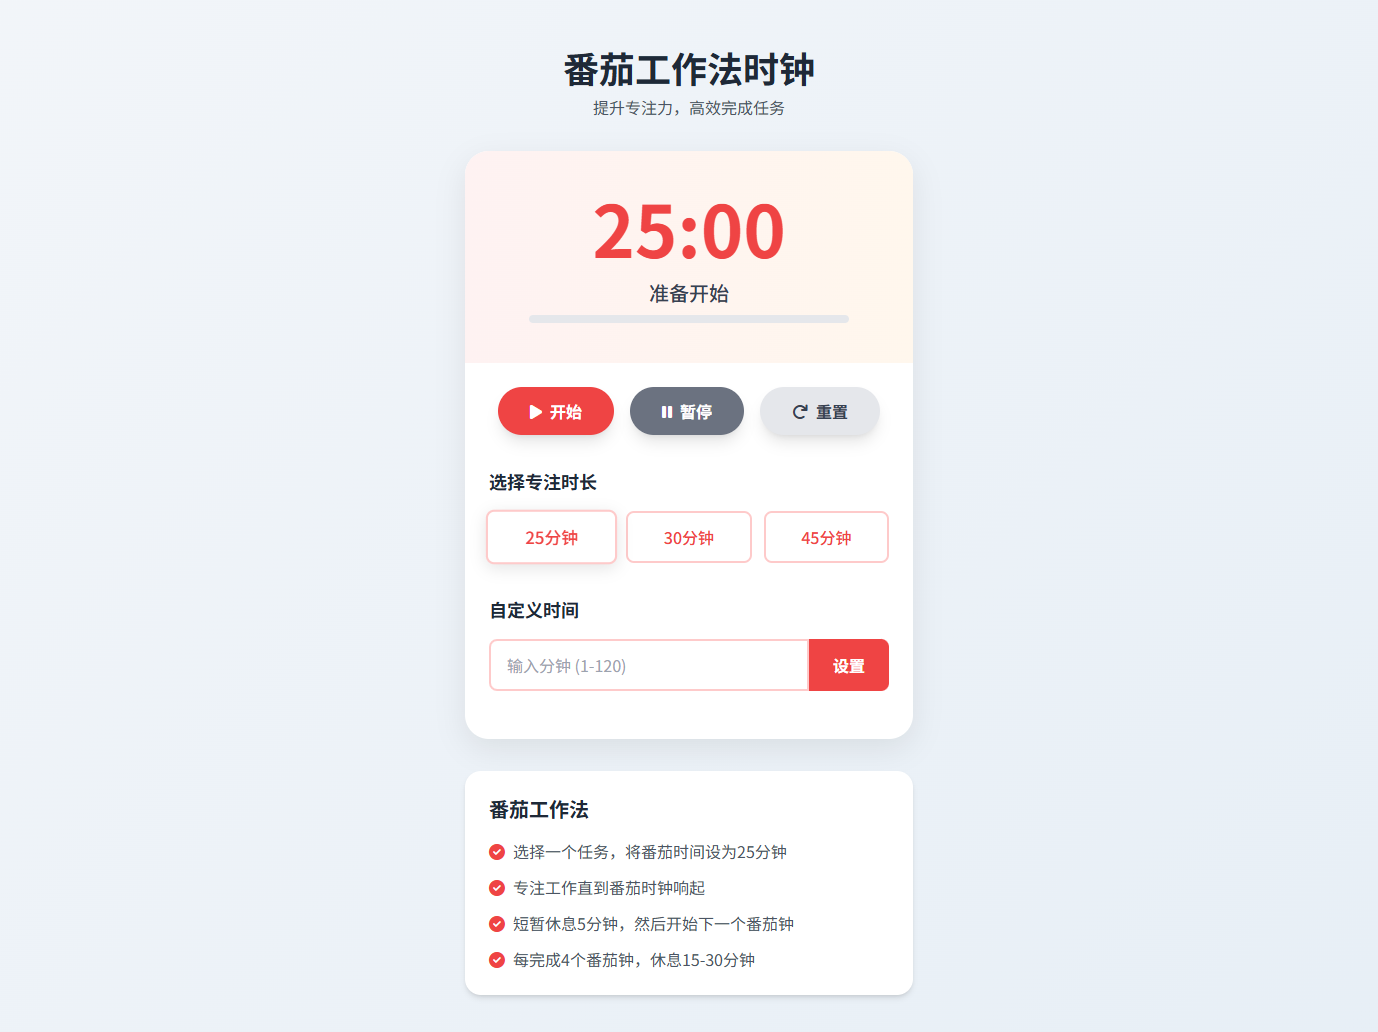 番茄工作法时钟
提升专注力，高效完成任务
25:00
准备开始
开始 暂停 重置
选择专注时长
25分钟 30分钟 45分钟
自定义时间
输入分钟 (1-120) 设置
番茄工作法
选择一个任务，将番茄时间设为25分钟
专注工作直到番茄时钟响起
短暂休息5分钟，然后开始下一个番茄钟
每完成4个番茄钟，休息15-30分钟